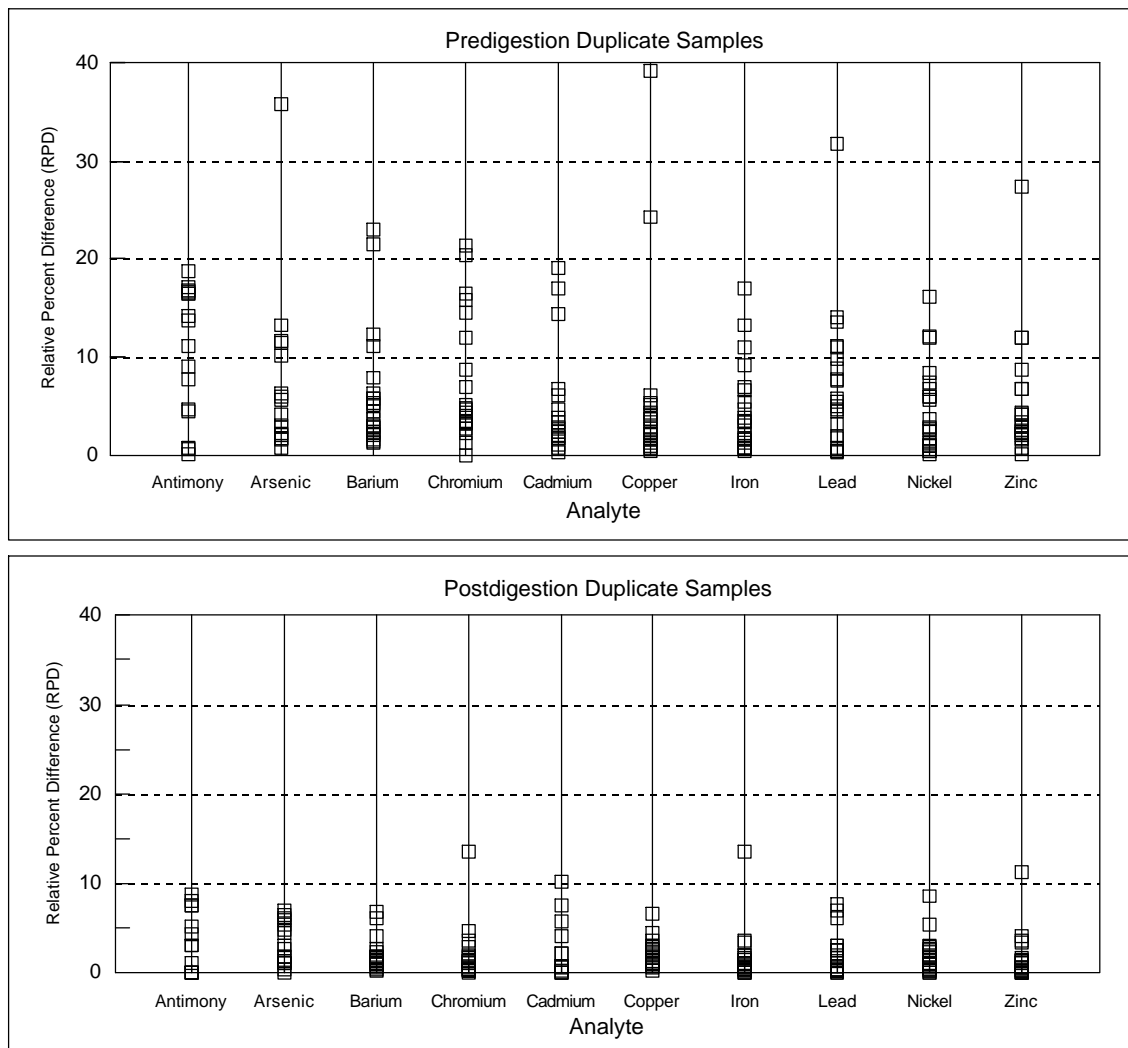 Predigestion Duplicate Samples
Relative Percent Difference (RPD)
40
30
20
10
0
Antimony Arsenic Barium Chromium Cadmium Copper Iron Lead Nickel Zinc
Analyte
Postdigestion Duplicate Samples
Relative Percent Difference (RPD)
40
30
20
10
0
Antimony Arsenic Barium Chromium Cadmium Copper Iron Lead Nickel Zinc
Analyte